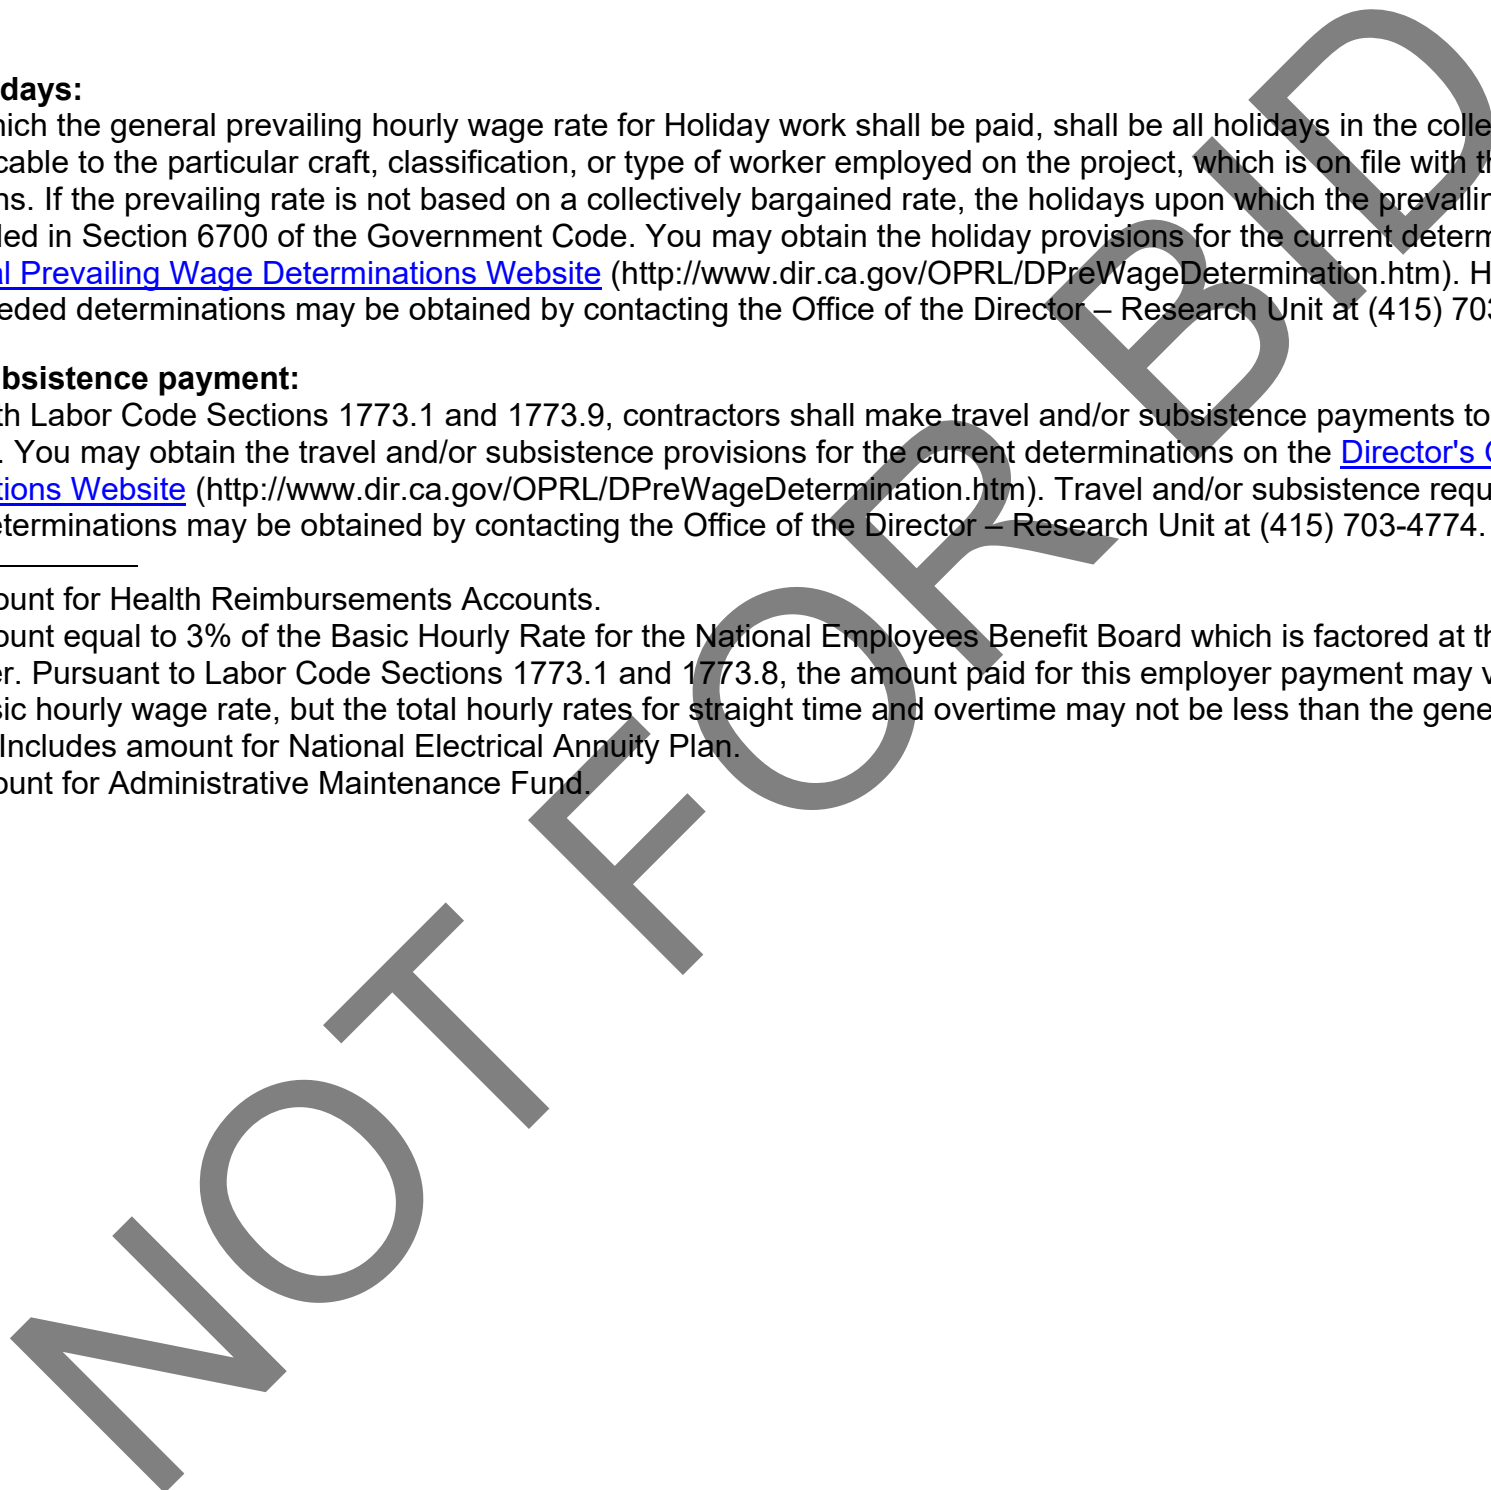 days:
hich the general prevailing hourly wage rate for Holiday work shall be paid, shall be all holidays in the colle
cable to the particular craft, classification, or type of worker employed on the project, which is on file with th
ns. If the prevailing rate is not based on a collectively bargained rate, the holidays upon which the prevailin
led in Section 6700 of the Government Code. You may obtain the holiday provisions for the current determ
al Prevailing Wage Determinations Website (http://www.dir.ca.gov/OPRL/DPreWageDetermination.htm). H
eded determinations may be obtained by contacting the Office of the Director – Research Unit at (415) 703
bsistence payment:
th Labor Code Sections 1773.1 and 1773.9, contractors shall make travel and/or subsistence payments to
. You may obtain the travel and/or subsistence provisions for the current determinations on the Director's G
tions Website (http://www.dir.ca.gov/OPRL/DPreWageDetermination.htm). Travel and/or subsistence requ
eterminations may be obtained by contacting the Office of the Director – Research Unit at (415) 703-4774.
ount for Health Reimbursements Accounts.
ount equal to 3% of the Basic Hourly Rate for the National Employees Benefit Board which is factored at th
er. Pursuant to Labor Code Sections 1773.1 and 1773.8, the amount paid for this employer payment may v
sic hourly wage rate, but the total hourly rates for straight time and overtime may not be less than the gene
Includes amount for National Electrical Annuity Plan.
ount for Administrative Maintenance Fund.
NOT FOR BID